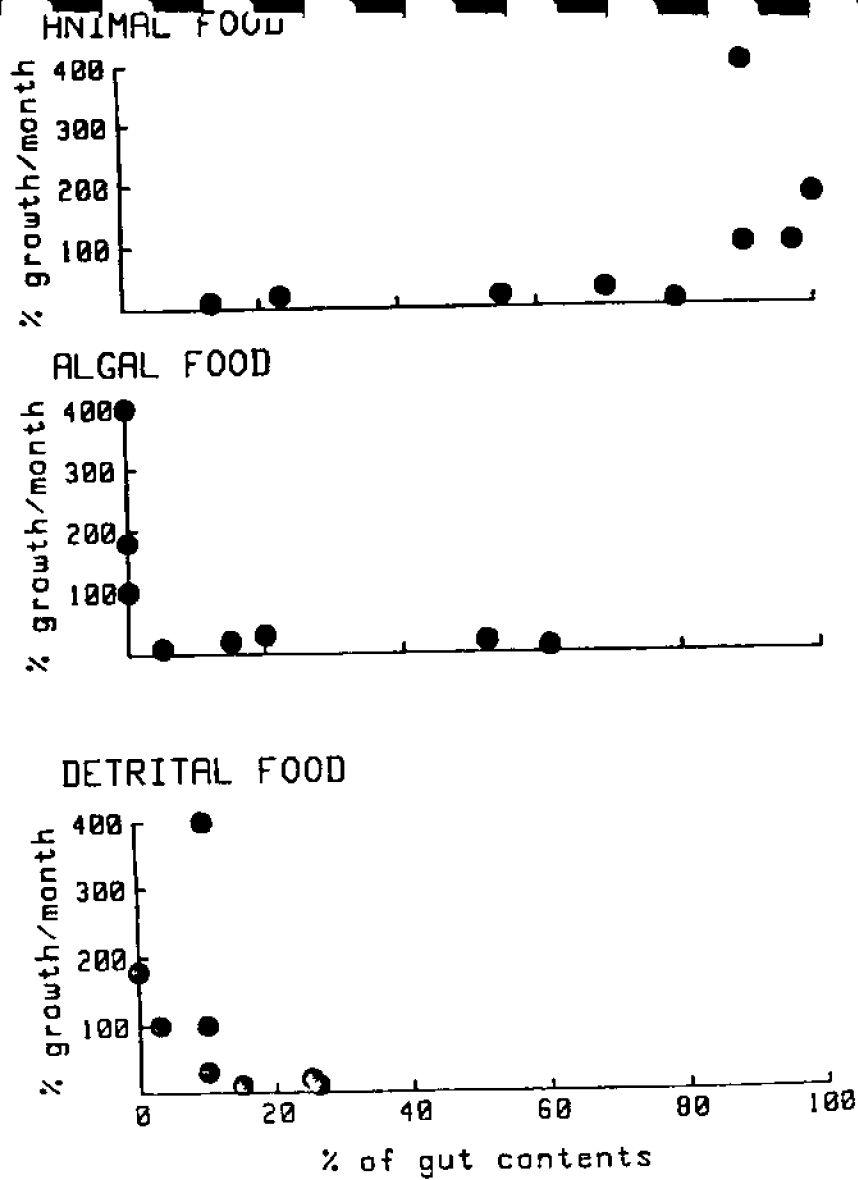 ANIMAL FOOD
% growth/month
400
300
200
100
ALGAL FOOD
% growth/month
400
300
200
100
DETRITAL FOOD
% growth/month
400
300
200
100
0 20 40 60 80 100
% of gut contents